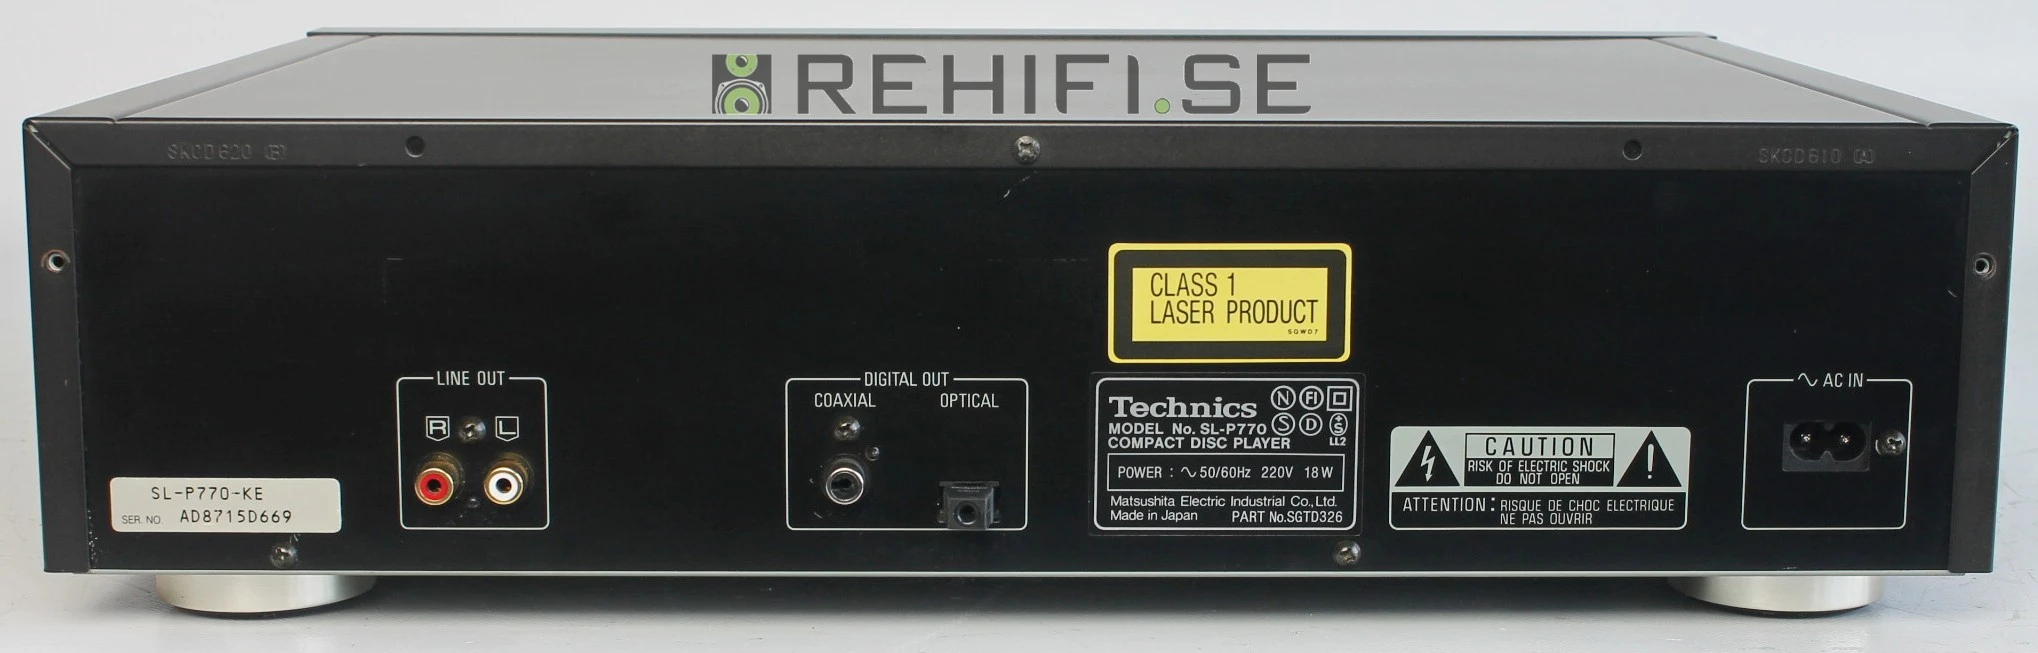 REHIFI.SE
SKCD620 (B)
SKCD610 (A)
CLASS 1
LASER PRODUCT
SQWD7
LINE OUT
R L
DIGITAL OUT
COAXIAL OPTICAL
Technics N FI
MODEL No. SL-P770 S D S
COMPACT DISC PLAYER LL2
POWER : ∿ 50/60Hz 220V 18W
Matsushita Electric Industrial Co.,Ltd.
Made in Japan PART No.SGTD326
CAUTION
RISK OF ELECTRIC SHOCK
DO NOT OPEN
ATTENTION : RISQUE DE CHOC ELECTRIQUE
NE PAS OUVRIR
∿ AC IN
SL-P770-KE
SER. NO. AD8715D669